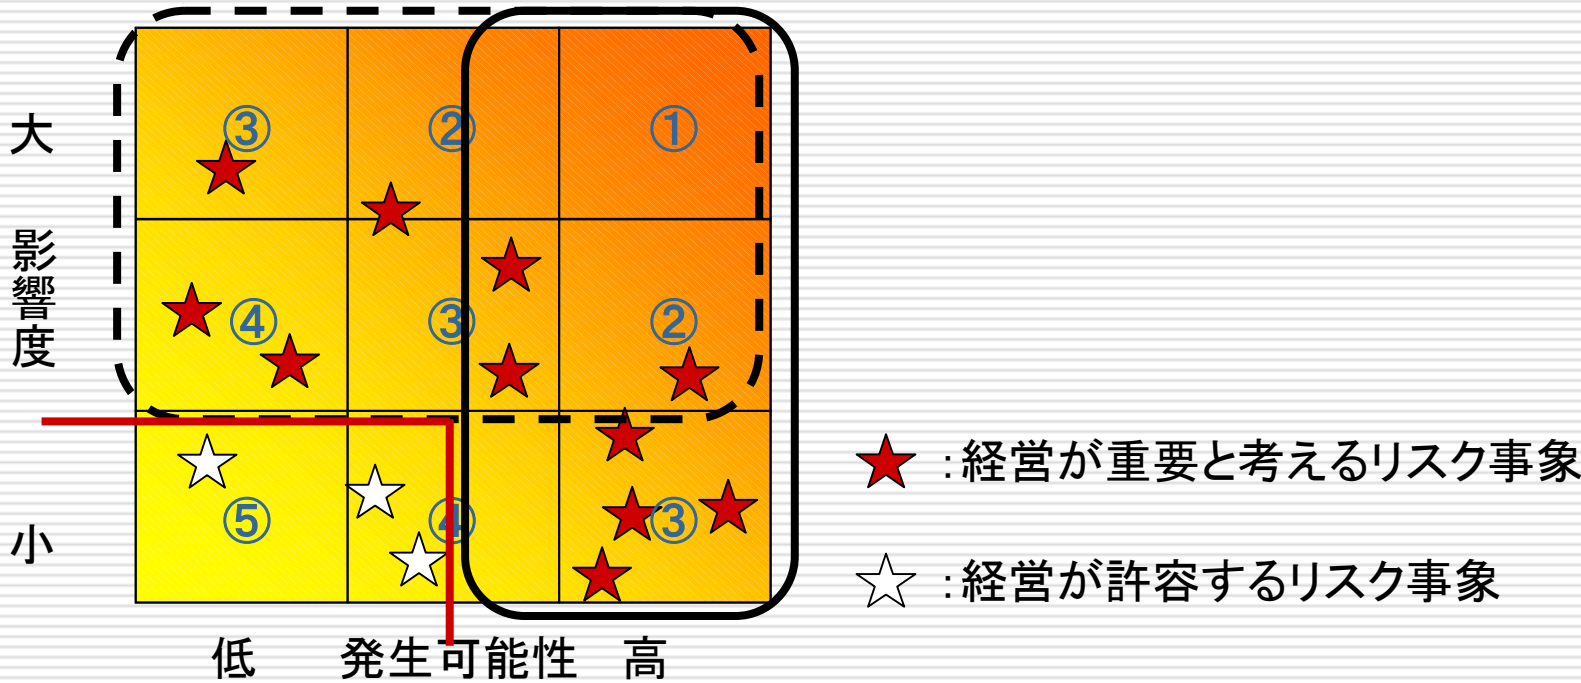 大
影響度
小
③ ② ①
④ ③ ②
⑤ ④ ③
低 発生可能性 高
:経営が重要と考えるリスク事象
:経営が許容するリスク事象